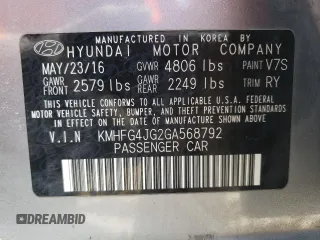 MANUFACTURED IN KOREA BY
HYUNDAI MOTOR COMPANY
MAY/23/16 GVWR 4806 lbs PAINT V7S
GAWR FRONT 2579 lbs GAWR REAR 2249 lbs TRIM RY
THIS VEHICLE CONFORMS TO ALL APPLICABLE U.S.
FEDERAL MOTOR VEHICLE SAFETY, BUMPER, AND THEFT
PREVENTION STANDARDS IN EFFECT ON THE DATE OF
MANUFACTURE SHOWN ABOVE.
V.I.N KMHFG4JG2GA568792
PASSENGER CAR
© DREAMBID
DREAMBID.COM